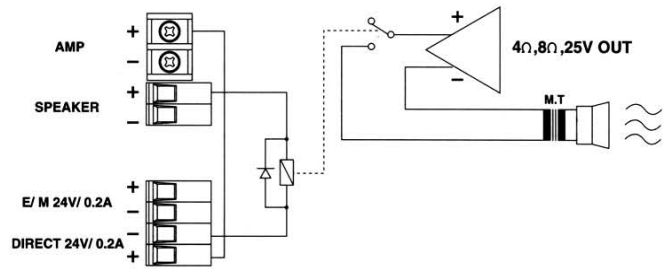 AMP
+
−
SPEAKER
+
−
E/ M 24V/ 0.2A
+
−
DIRECT 24V/ 0.2A
−
+
+
−
4Ω,8Ω,25V OUT
M.T